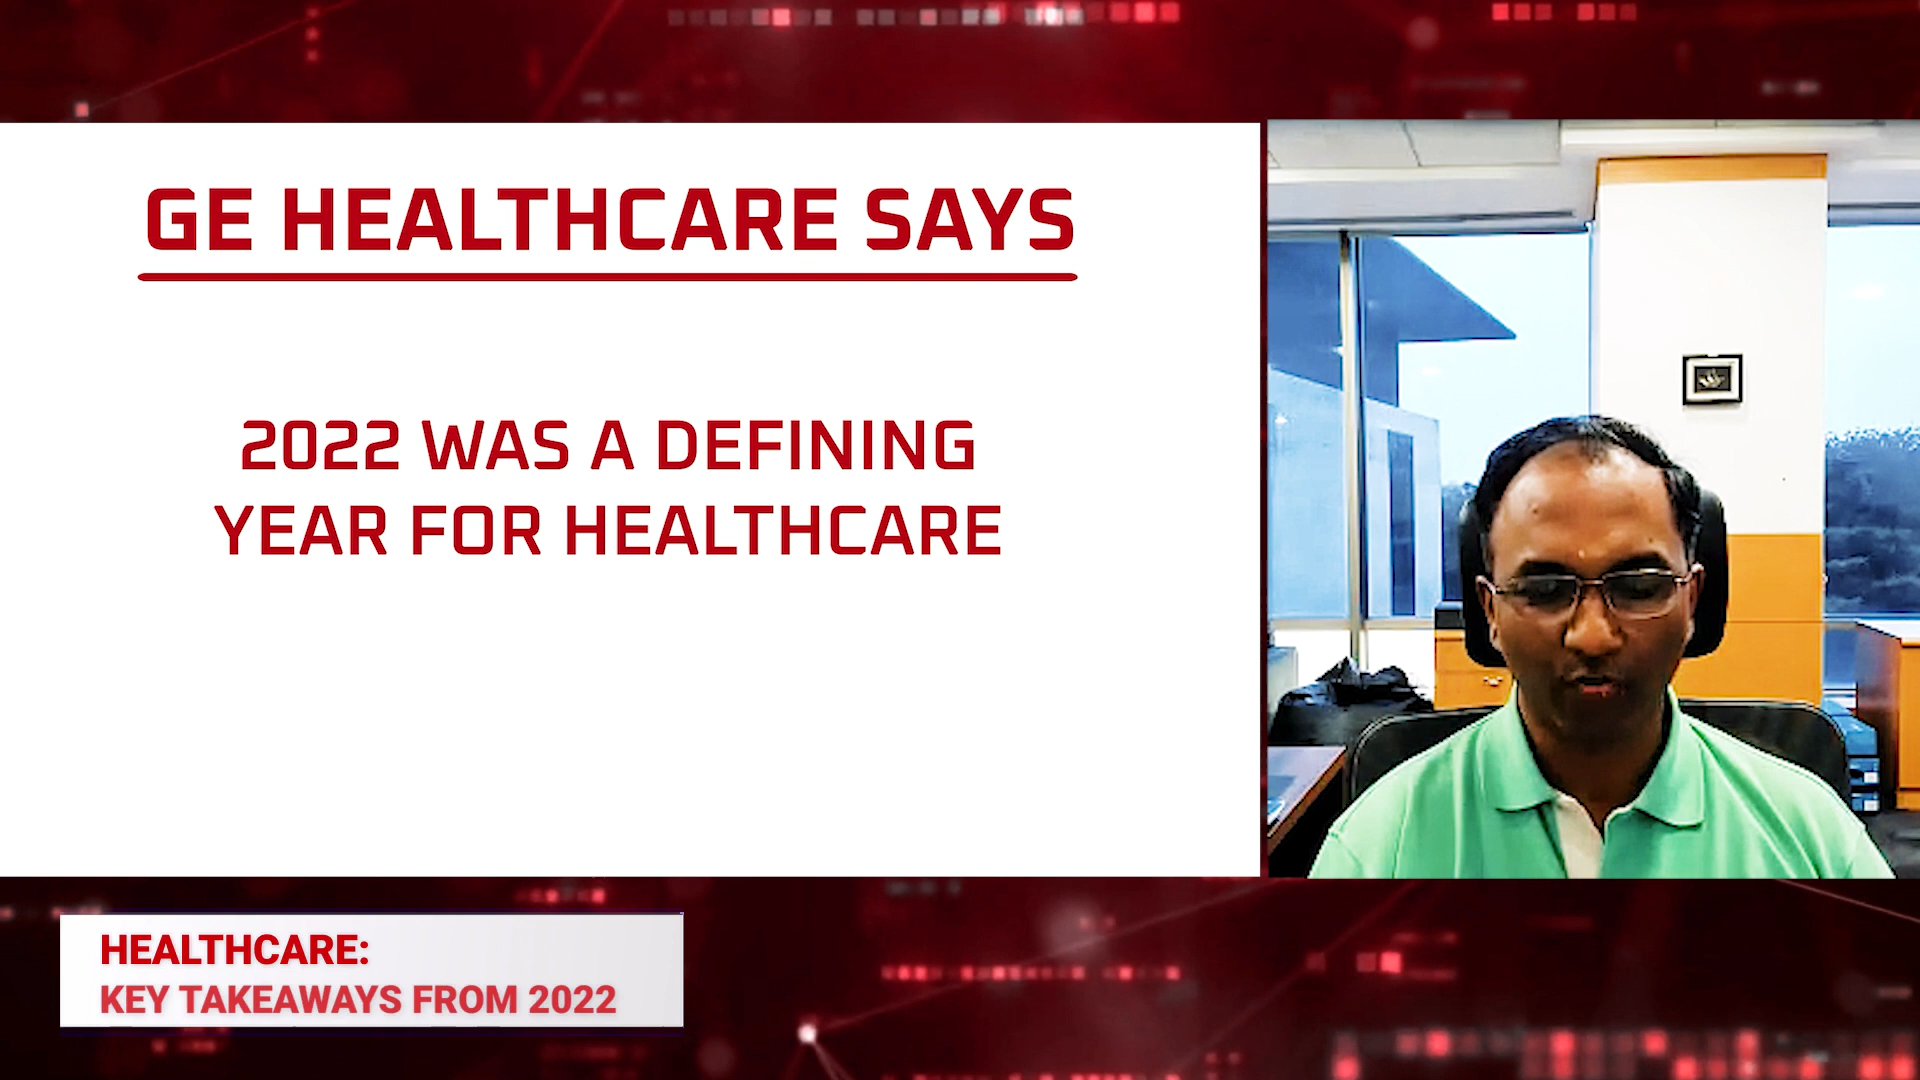 GE HEALTHCARE SAYS
2022 WAS A DEFINING
YEAR FOR HEALTHCARE
HEALTHCARE:
KEY TAKEAWAYS FROM 2022